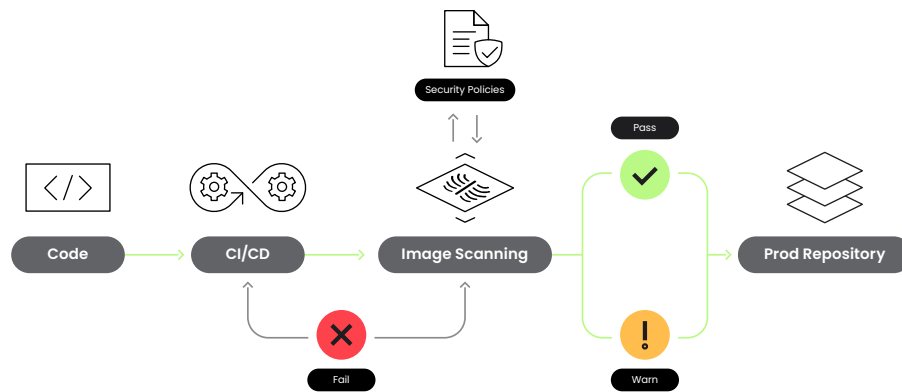 Security Policies
Pass
Code
CI/CD
Image Scanning
Prod Repository
Fail
Warn